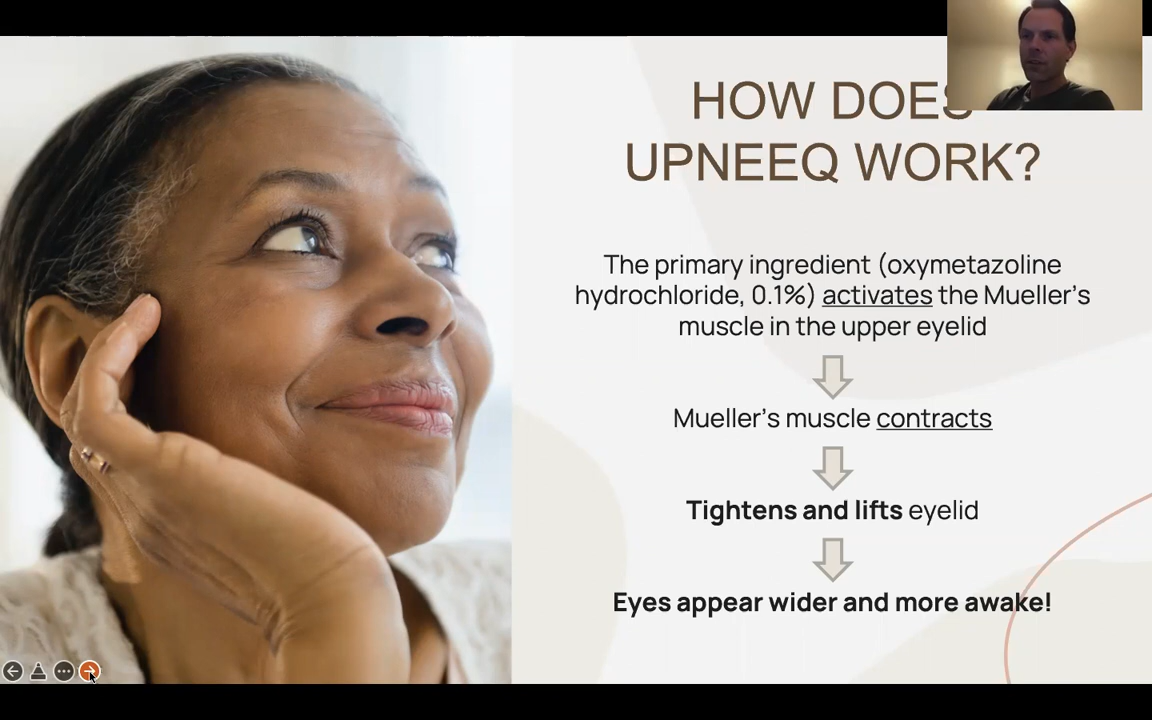 HOW DOES
UPNEEQ WORK?
The primary ingredient (oxymetazoline
hydrochloride, 0.1%) activates the Mueller's
muscle in the upper eyelid
Mueller's muscle contracts
Tightens and lifts eyelid
Eyes appear wider and more awake!